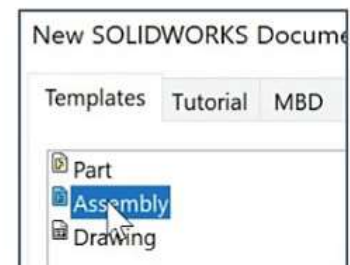 New SOLIDWORKS Docume
Templates Tutorial MBD
Part
Assembly
Drawing